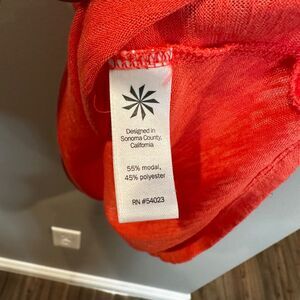 Designed in
Sonoma County,
California
55% modal,
45% polyester
RN #54023